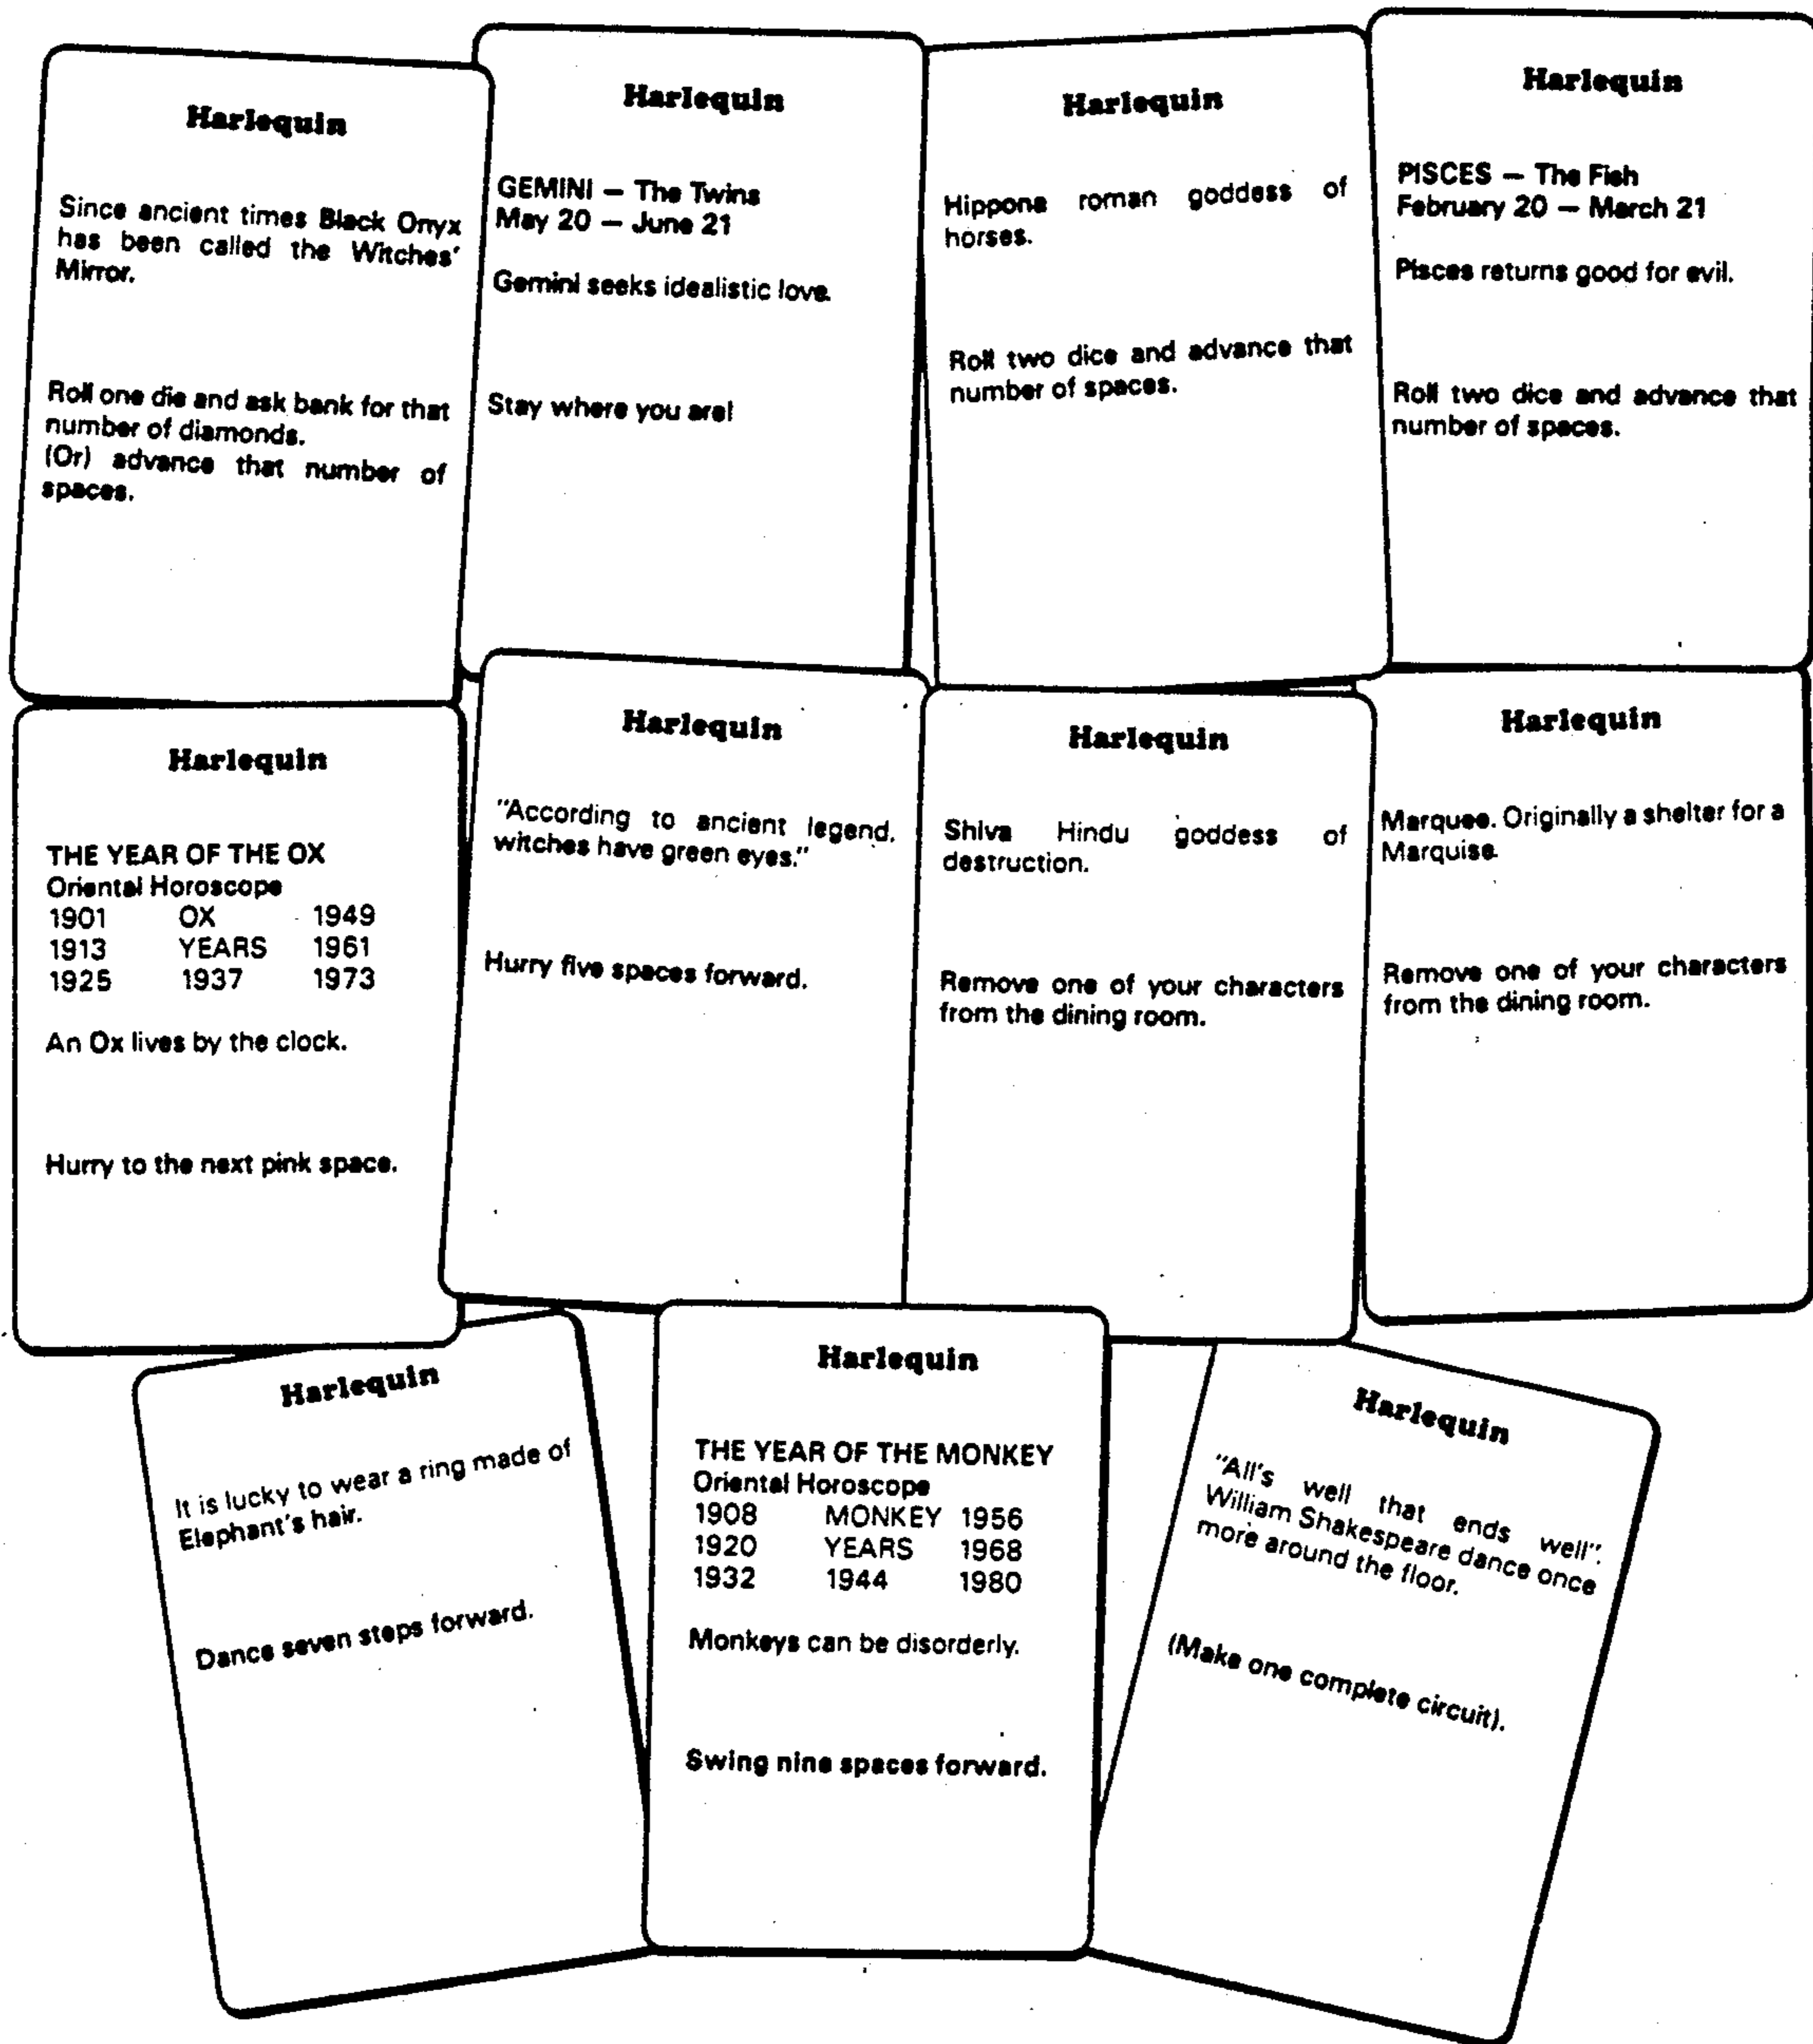 Harlequin
Since ancient times Black Onyx
has been called the Witches'
Mirror.
Roll one die and ask bank for that
number of diamonds.
(Or) advance that number of
spaces.
Harlequin
GEMINI — The Twins
May 20 — June 21
Gemini seeks idealistic love.
Stay where you are!
Harlequin
Hippona roman goddess of
horses.
Roll two dice and advance that
number of spaces.
Harlequin
PISCES — The Fish
February 20 — March 21
Pisces returns good for evil.
Roll two dice and advance that
number of spaces.
Harlequin
THE YEAR OF THE OX
Oriental Horoscope
1901 OX 1949
1913 YEARS 1961
1925 1937 1973
An Ox lives by the clock.
Hurry to the next pink space.
Harlequin
"According to ancient legend,
witches have green eyes."
Hurry five spaces forward.
Harlequin
Shiva Hindu goddess of
destruction.
Remove one of your characters
from the dining room.
Harlequin
Marquee. Originally a shelter for a
Marquise.
Remove one of your characters
from the dining room.
Harlequin
It is lucky to wear a ring made of
Elephant's hair.
Dance seven steps forward.
Harlequin
THE YEAR OF THE MONKEY
Oriental Horoscope
1908 MONKEY 1956
1920 YEARS 1968
1932 1944 1980
Monkeys can be disorderly.
Swing nine spaces forward.
Harlequin
"All's well that ends well".
William Shakespeare dance once
more around the floor.
(Make one complete circuit).